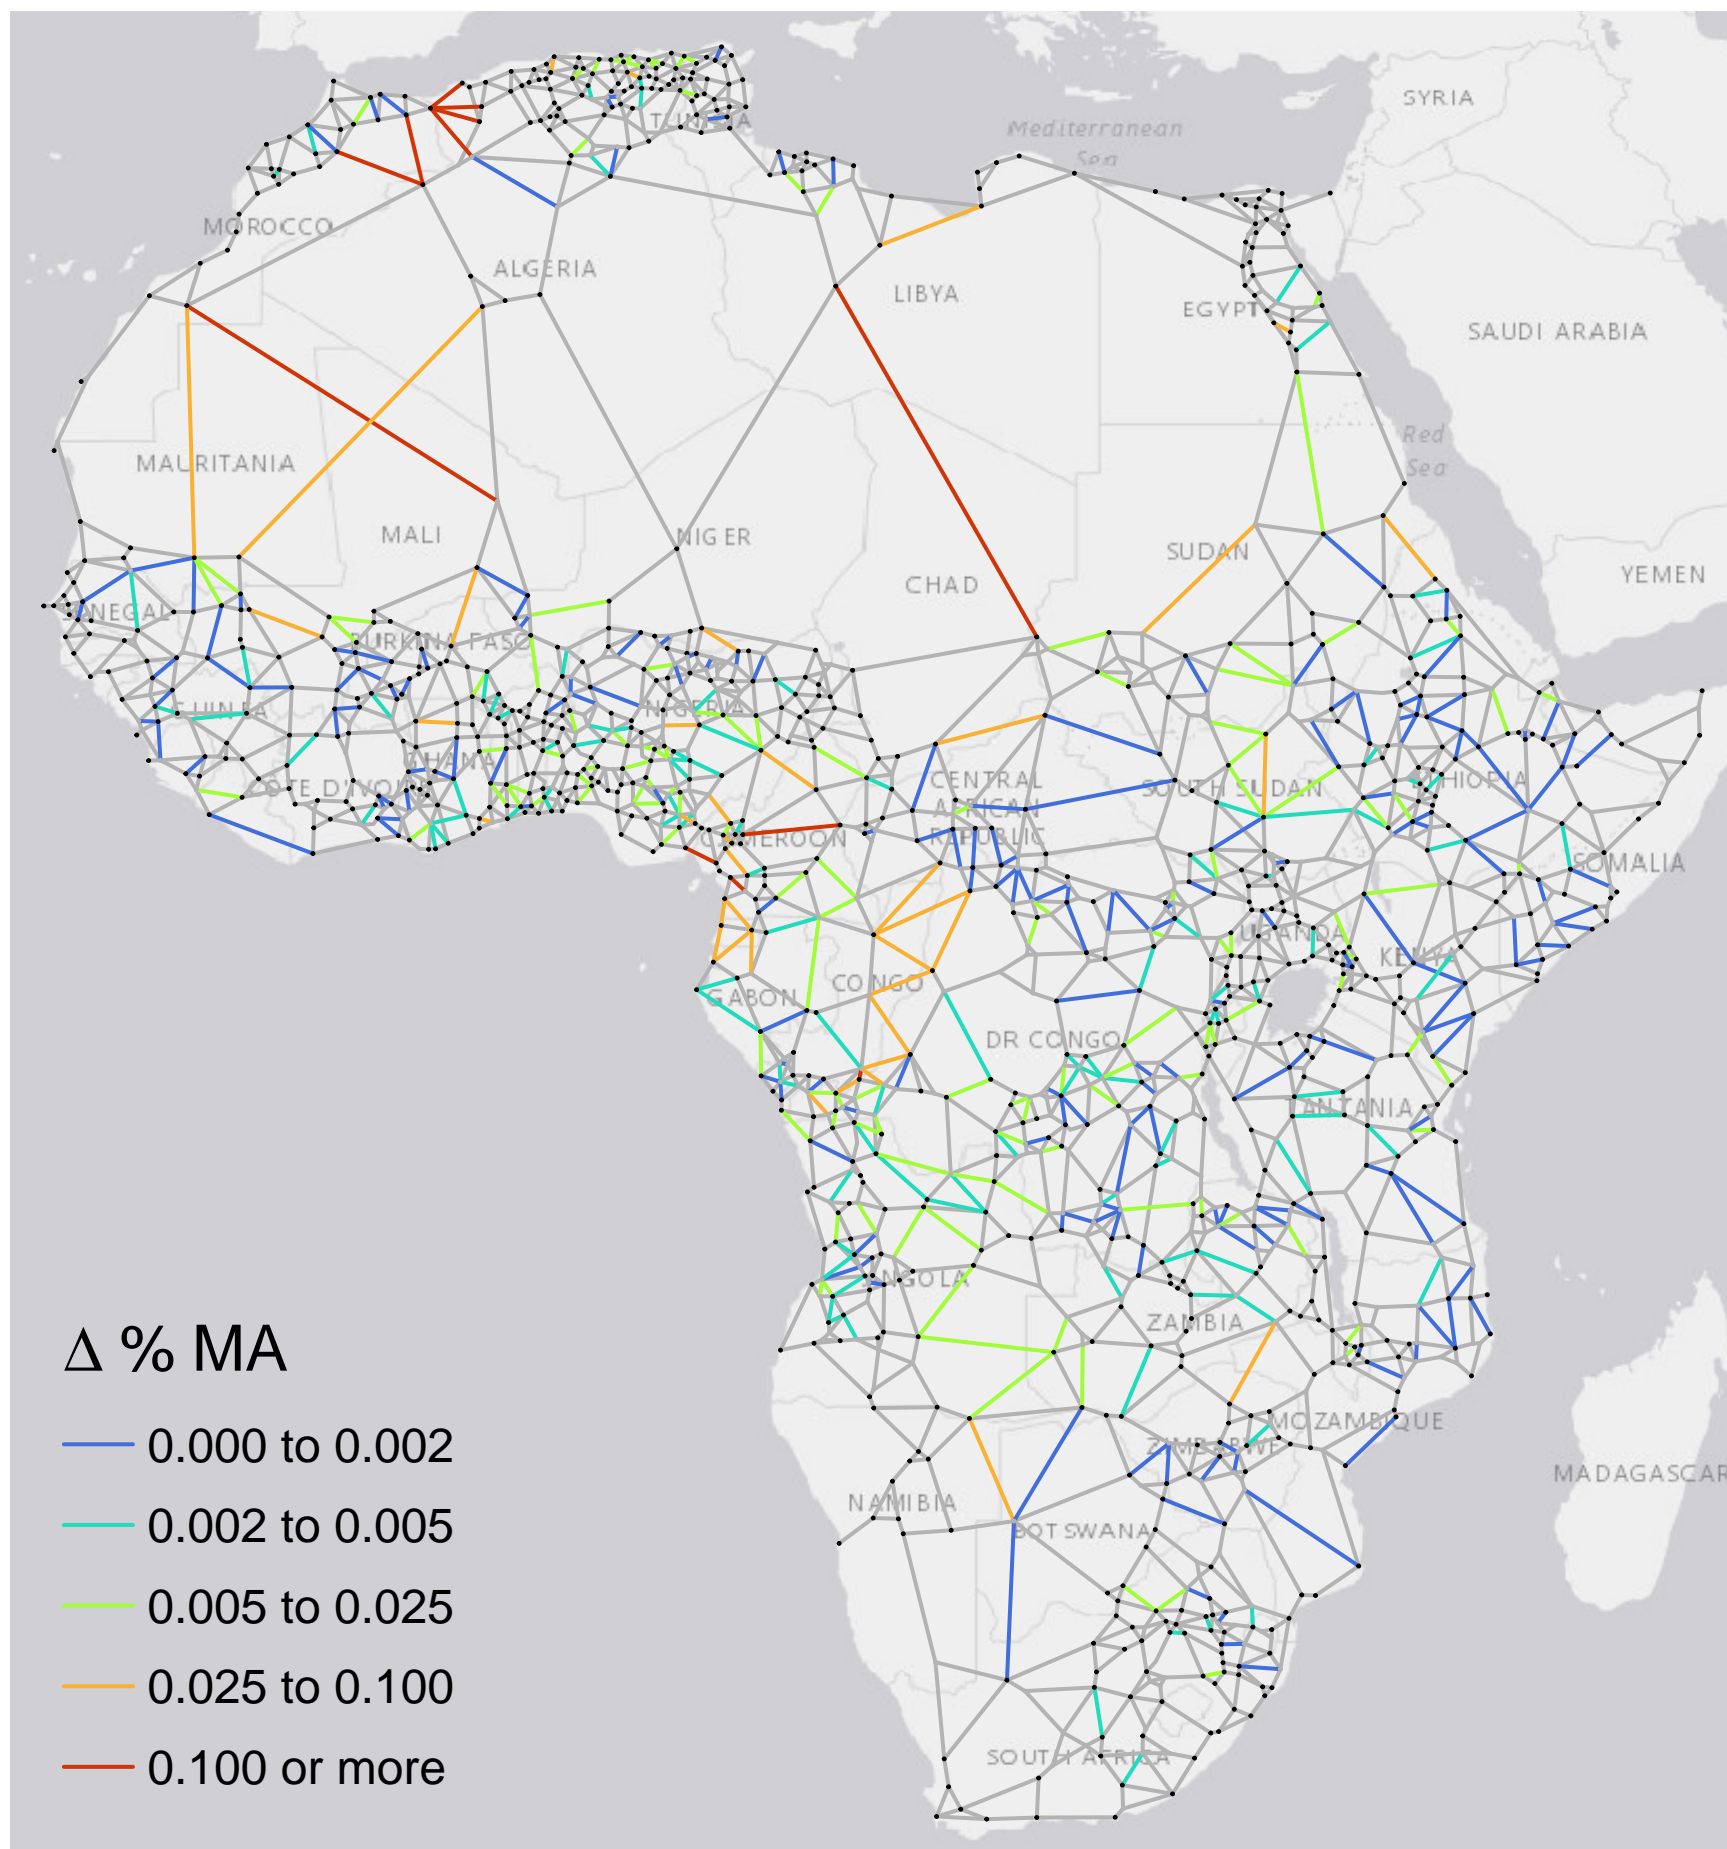 SYRIA
Mediterranean
Sea
TUNISIA
MOROCCO
ALGERIA
LIBYA
EGYPT
SAUDI ARABIA
Red
Sea
MAURITANIA
MALI
NIGER
CHAD
SUDAN
YEMEN
SENEGAL
BURKINA FASO
GUINEA
NIGERIA
GHANA
CÔTE D'IVOIRE
CENTRAL
AFRICAN
REPUBLIC
SOUTH SUDAN
ETHIOPIA
CAMEROON
SOMALIA
UGANDA
KENYA
GABON
CONGO
DR CONGO
TANZANIA
ANGOLA
ZAMBIA
MOZAMBIQUE
ZIMBABWE
MADAGASCAR
NAMIBIA
BOTSWANA
SOUTH AFRICA
Δ % MA
0.000 to 0.002
0.002 to 0.005
0.005 to 0.025
0.025 to 0.100
0.100 or more